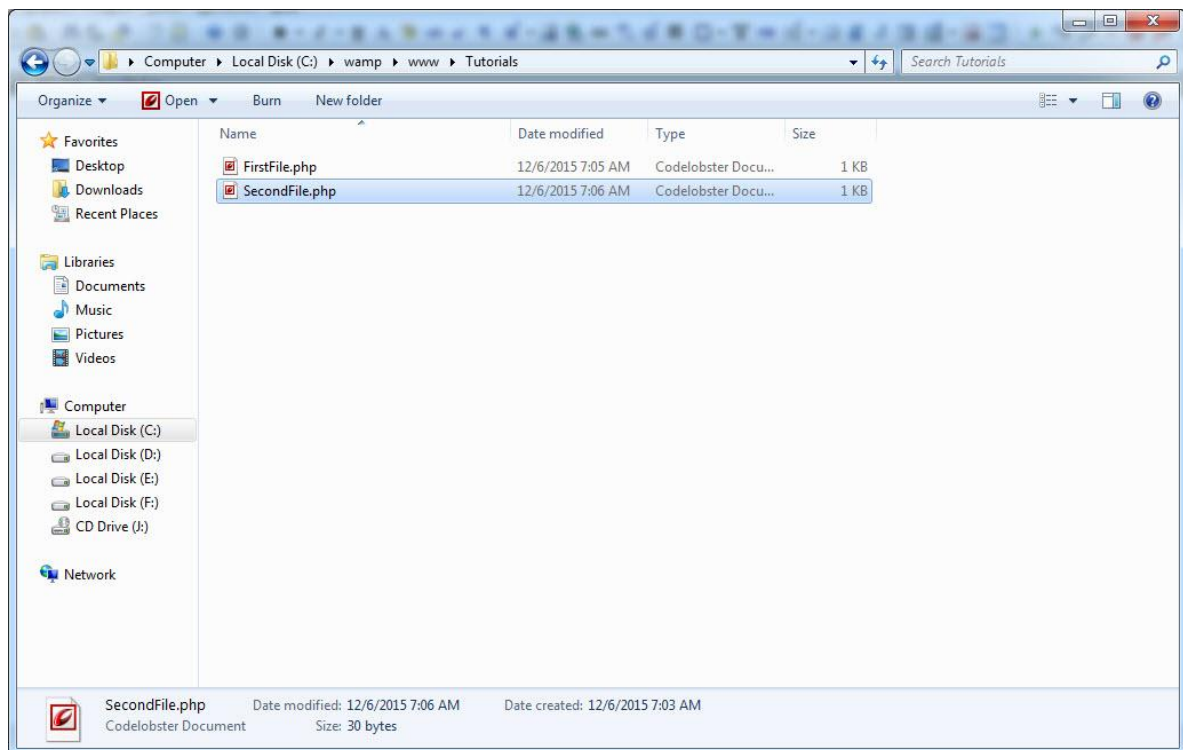 Computer Local Disk (C:) wamp www Tutorials Search Tutorials
Organize Open Burn New folder
Name Date modified Type Size
FirstFile.php 12/6/2015 7:05 AM Codelobster Docu... 1 KB
SecondFile.php 12/6/2015 7:06 AM Codelobster Docu... 1 KB
Favorites
Desktop
Downloads
Recent Places
Libraries
Documents
Music
Pictures
Videos
Computer
Local Disk (C:)
Local Disk (D:)
Local Disk (E:)
Local Disk (F:)
CD Drive (J:)
Network
SecondFile.php Date modified: 12/6/2015 7:06 AM Date created: 12/6/2015 7:03 AM
Codelobster Document Size: 30 bytes